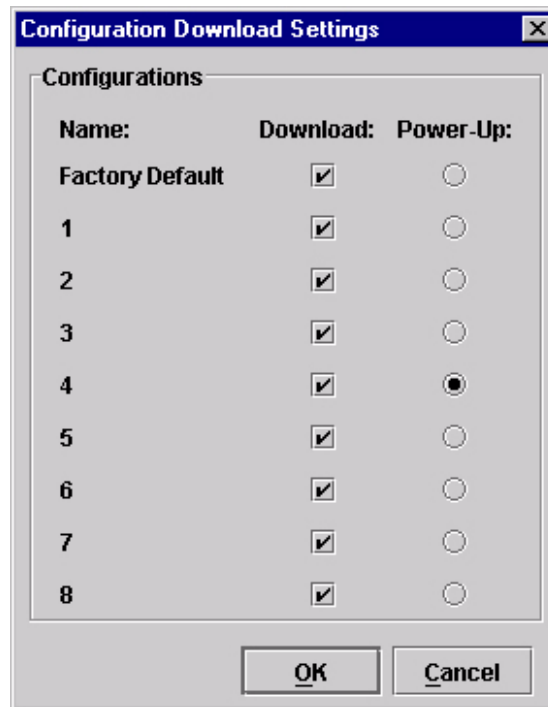 Configuration Download Settings
Configurations
Name: Download: Power-Up:
Factory Default
1
2
3
4
5
6
7
8
OK Cancel